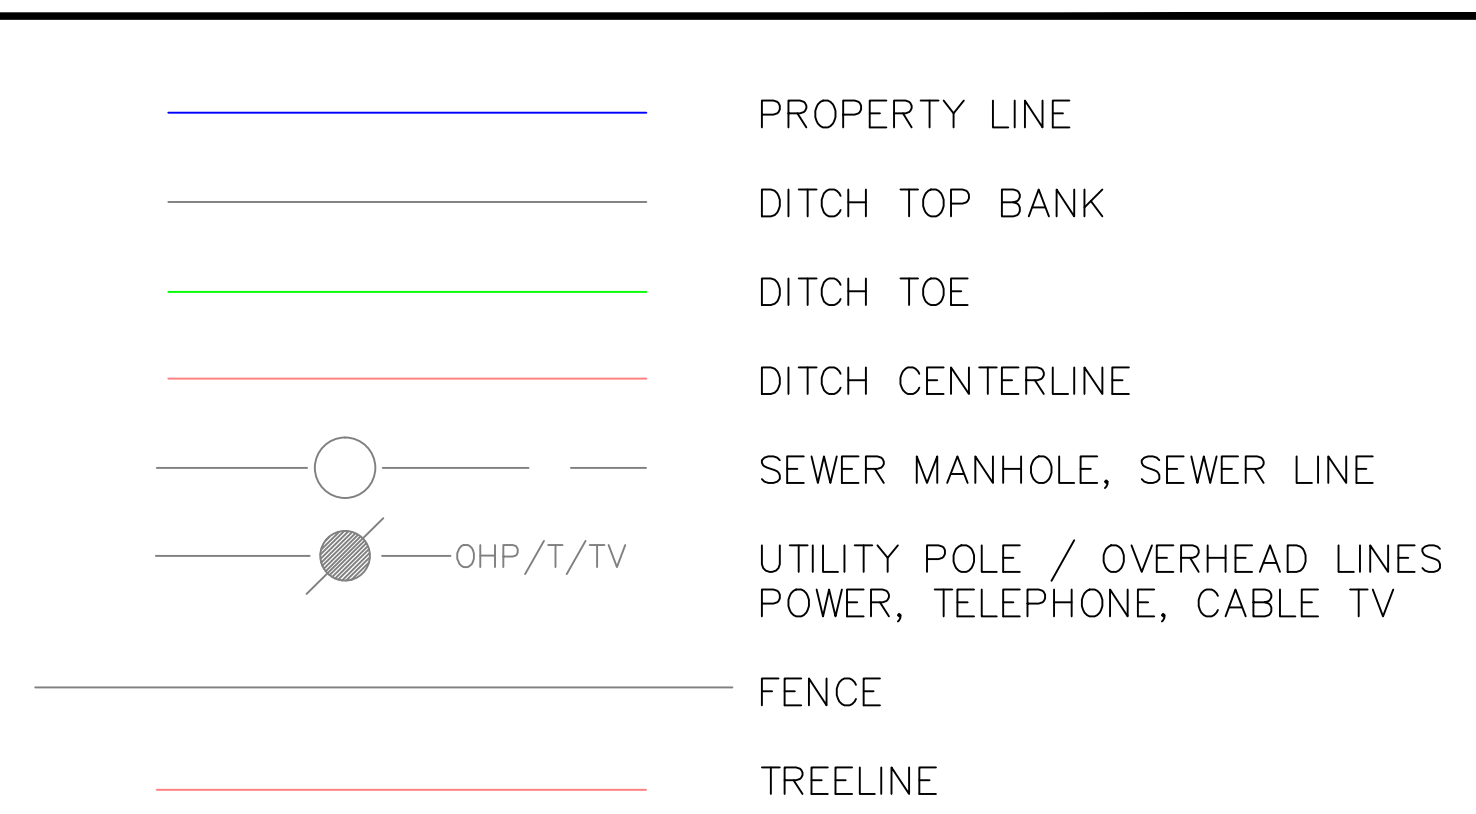 PROPERTY LINE
DITCH TOP BANK
DITCH TOE
DITCH CENTERLINE
SEWER MANHOLE, SEWER LINE
OHP/T/TV
UTILITY POLE / OVERHEAD LINES
POWER, TELEPHONE, CABLE TV
FENCE
TREELINE